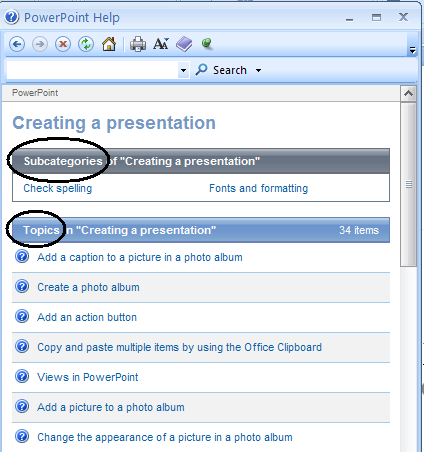 PowerPoint Help
Search
PowerPoint
Creating a presentation
Subcategories of "Creating a presentation"
Check spelling Fonts and formatting
Topics in "Creating a presentation" 34 items
Add a caption to a picture in a photo album
Create a photo album
Add an action button
Copy and paste multiple items by using the Office Clipboard
Views in PowerPoint
Add a picture to a photo album
Change the appearance of a picture in a photo album